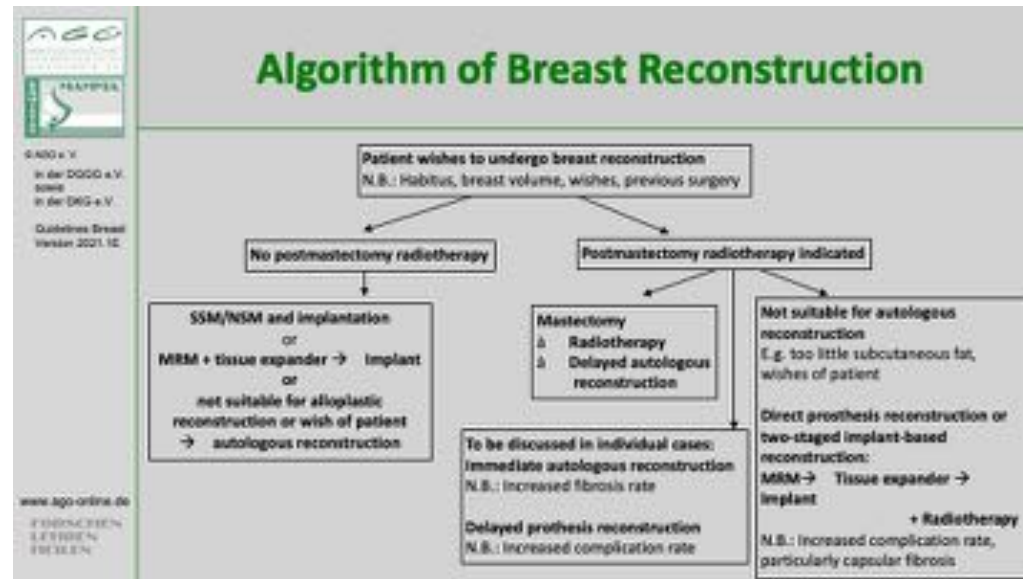 AGO
MAMMA
© AGO e. V.
in der DGGG e.V.
sowie
in der DKG e.V.
Guidelines Breast
Version 2021.1E
www.ago-online.de
FORSCHEN
LEHREN
HEILEN
Algorithm of Breast Reconstruction
Patient wishes to undergo breast reconstruction
N.B.: Habitus, breast volume, wishes, previous surgery
No postmastectomy radiotherapy
Postmastectomy radiotherapy indicated
SSM/NSM and implantation
or
MRM + tissue expander → Implant
or
not suitable for alloplastic
reconstruction or wish of patient
→ autologous reconstruction
Mastectomy
à Radiotherapy
à Delayed autologous
reconstruction
To be discussed in individual cases:
Immediate autologous reconstruction
N.B.: Increased fibrosis rate
Delayed prothesis reconstruction
N.B.: Increased complication rate
Not suitable for autologous
reconstruction
E.g. too little subcutaneous fat,
wishes of patient
Direct prosthesis reconstruction or
two-staged implant-based
reconstruction:
MRM→ Tissue expander →
Implant
+ Radiotherapy
N.B.: Increased complication rate,
particularly capsular fibrosis